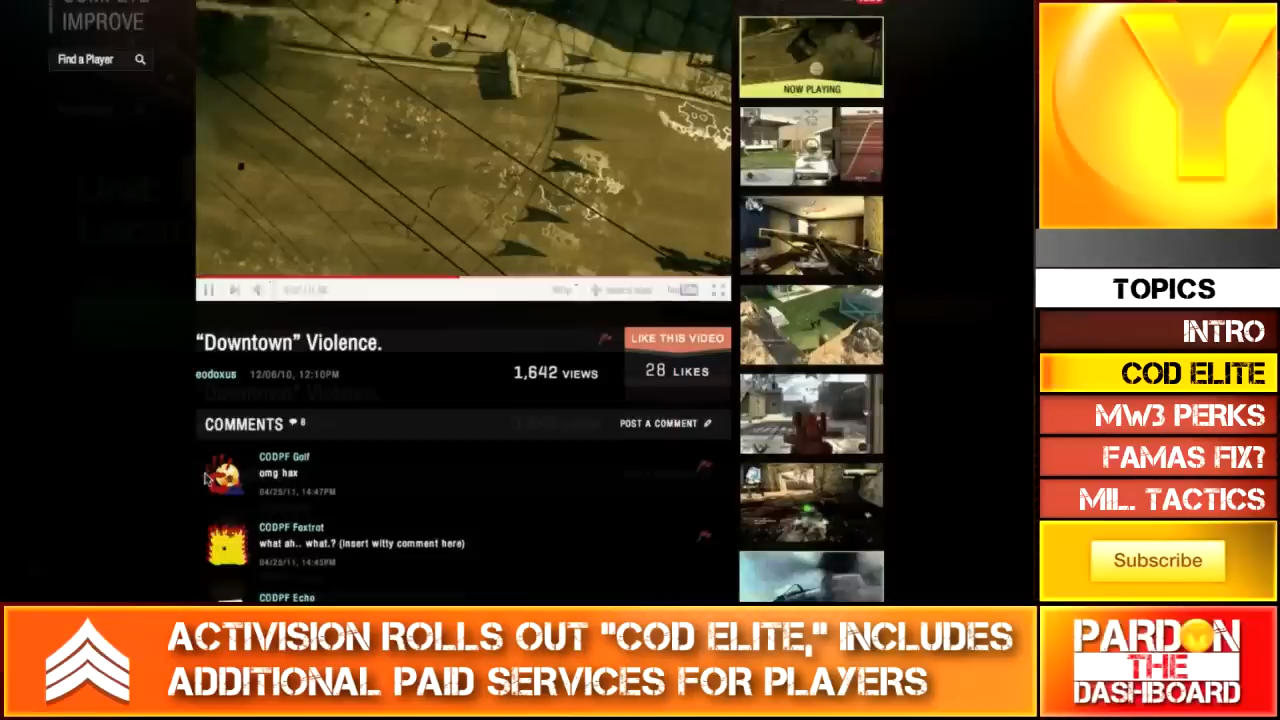 COMPETE
IMPROVE
Find a Player
NOW PLAYING
"Downtown" Violence.
LIKE THIS VIDEO
eodoxus 12/06/10, 12:10PM
1,642 VIEWS
28 LIKES
COMMENTS 8
POST A COMMENT
CODPF Golf
omg hax
04/25/11, 14:47PM
CODPF Foxtrot
what ah.. what.? (insert witty comment here)
04/25/11, 14:45PM
CODPF Echo
Y
TOPICS
INTRO
COD ELITE
MW3 PERKS
FAMAS FIX?
MIL. TACTICS
Subscribe
ACTIVISION ROLLS OUT "COD ELITE," INCLUDES
ADDITIONAL PAID SERVICES FOR PLAYERS
PARDON
THE
DASHBOARD